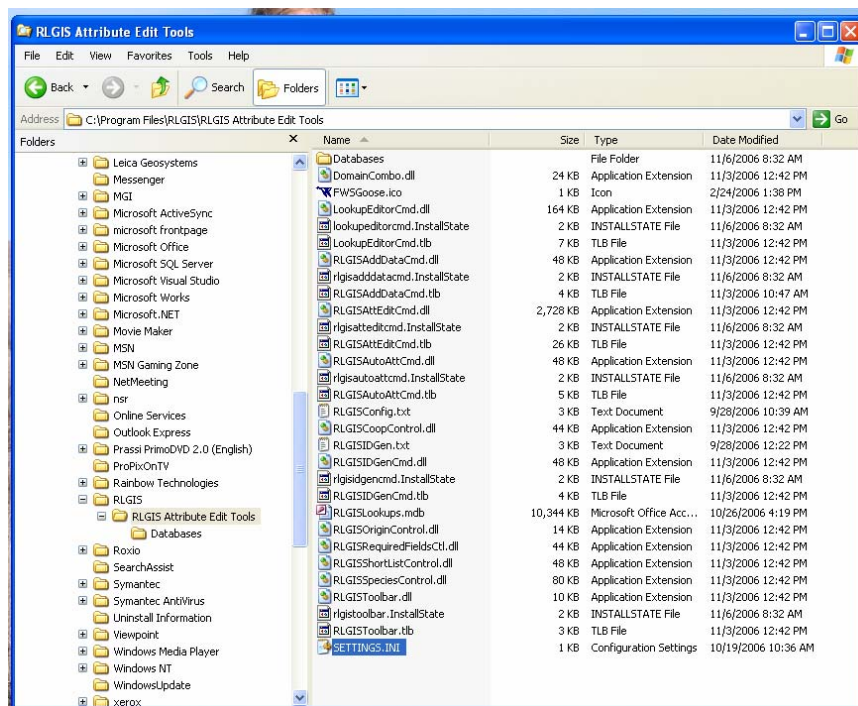 RLGIS Attribute Edit Tools
File Edit View Favorites Tools Help
Back Search Folders
Address C:\Program Files\RLGIS\RLGIS Attribute Edit Tools Go
Folders
Leica Geosystems
Messenger
MGI
Microsoft ActiveSync
microsoft frontpage
Microsoft Office
Microsoft SQL Server
Microsoft Visual Studio
Microsoft Works
Microsoft.NET
Movie Maker
MSN
MSN Gaming Zone
NetMeeting
nsr
Online Services
Outlook Express
Prassi PrimoDVD 2.0 (English)
ProPixOnTV
Rainbow Technologies
RLGIS
RLGIS Attribute Edit Tools
Databases
Roxio
SearchAssist
Symantec
Symantec AntiVirus
Uninstall Information
Viewpoint
Windows Media Player
Windows NT
WindowsUpdate
xerox
Name Size Type Date Modified
Databases File Folder 11/6/2006 8:32 AM
DomainCombo.dll 24 KB Application Extension 11/3/2006 12:42 PM
FWSGoose.ico 1 KB Icon 2/24/2006 1:38 PM
LookupEditorCmd.dll 164 KB Application Extension 11/3/2006 12:42 PM
lookupeditorcmd.InstallState 2 KB INSTALLSTATE File 11/6/2006 8:32 AM
LookupEditorCmd.tlb 7 KB TLB File 11/3/2006 12:42 PM
RLGISAddDataCmd.dll 48 KB Application Extension 11/3/2006 12:42 PM
rlgisadddatacmd.InstallState 2 KB INSTALLSTATE File 11/6/2006 8:32 AM
RLGISAddDataCmd.tlb 4 KB TLB File 11/3/2006 10:47 AM
RLGISAttEditCmd.dll 2,728 KB Application Extension 11/3/2006 12:42 PM
rlgisatteditcmd.InstallState 2 KB INSTALLSTATE File 11/6/2006 8:32 AM
RLGISAttEditCmd.tlb 26 KB TLB File 11/3/2006 12:42 PM
RLGISAutoAttCmd.dll 48 KB Application Extension 11/3/2006 12:42 PM
rlgisautoattcmd.InstallState 2 KB INSTALLSTATE File 11/6/2006 8:32 AM
RLGISAutoAttCmd.tlb 5 KB TLB File 11/3/2006 12:42 PM
RLGISConfig.txt 3 KB Text Document 9/28/2006 10:39 AM
RLGISCoopControl.dll 44 KB Application Extension 11/3/2006 12:42 PM
RLGISIDGen.txt 3 KB Text Document 9/28/2006 12:22 PM
RLGISIDGenCmd.dll 48 KB Application Extension 11/3/2006 12:42 PM
rlgisidgencmd.InstallState 2 KB INSTALLSTATE File 11/6/2006 8:32 AM
RLGISIDGenCmd.tlb 4 KB TLB File 11/3/2006 12:42 PM
RLGISLookups.mdb 10,344 KB Microsoft Office Acc... 10/26/2006 4:19 PM
RLGISOriginControl.dll 14 KB Application Extension 11/3/2006 12:42 PM
RLGISRequiredFieldsCtl.dll 44 KB Application Extension 11/3/2006 12:42 PM
RLGISShortListControl.dll 48 KB Application Extension 11/3/2006 12:42 PM
RLGISSpeciesControl.dll 80 KB Application Extension 11/3/2006 12:42 PM
RLGISToolbar.dll 10 KB Application Extension 11/3/2006 12:42 PM
rlgistoolbar.InstallState 2 KB INSTALLSTATE File 11/6/2006 8:32 AM
RLGISToolbar.tlb 3 KB TLB File 11/3/2006 12:42 PM
SETTINGS.INI 1 KB Configuration Settings 10/19/2006 10:36 AM